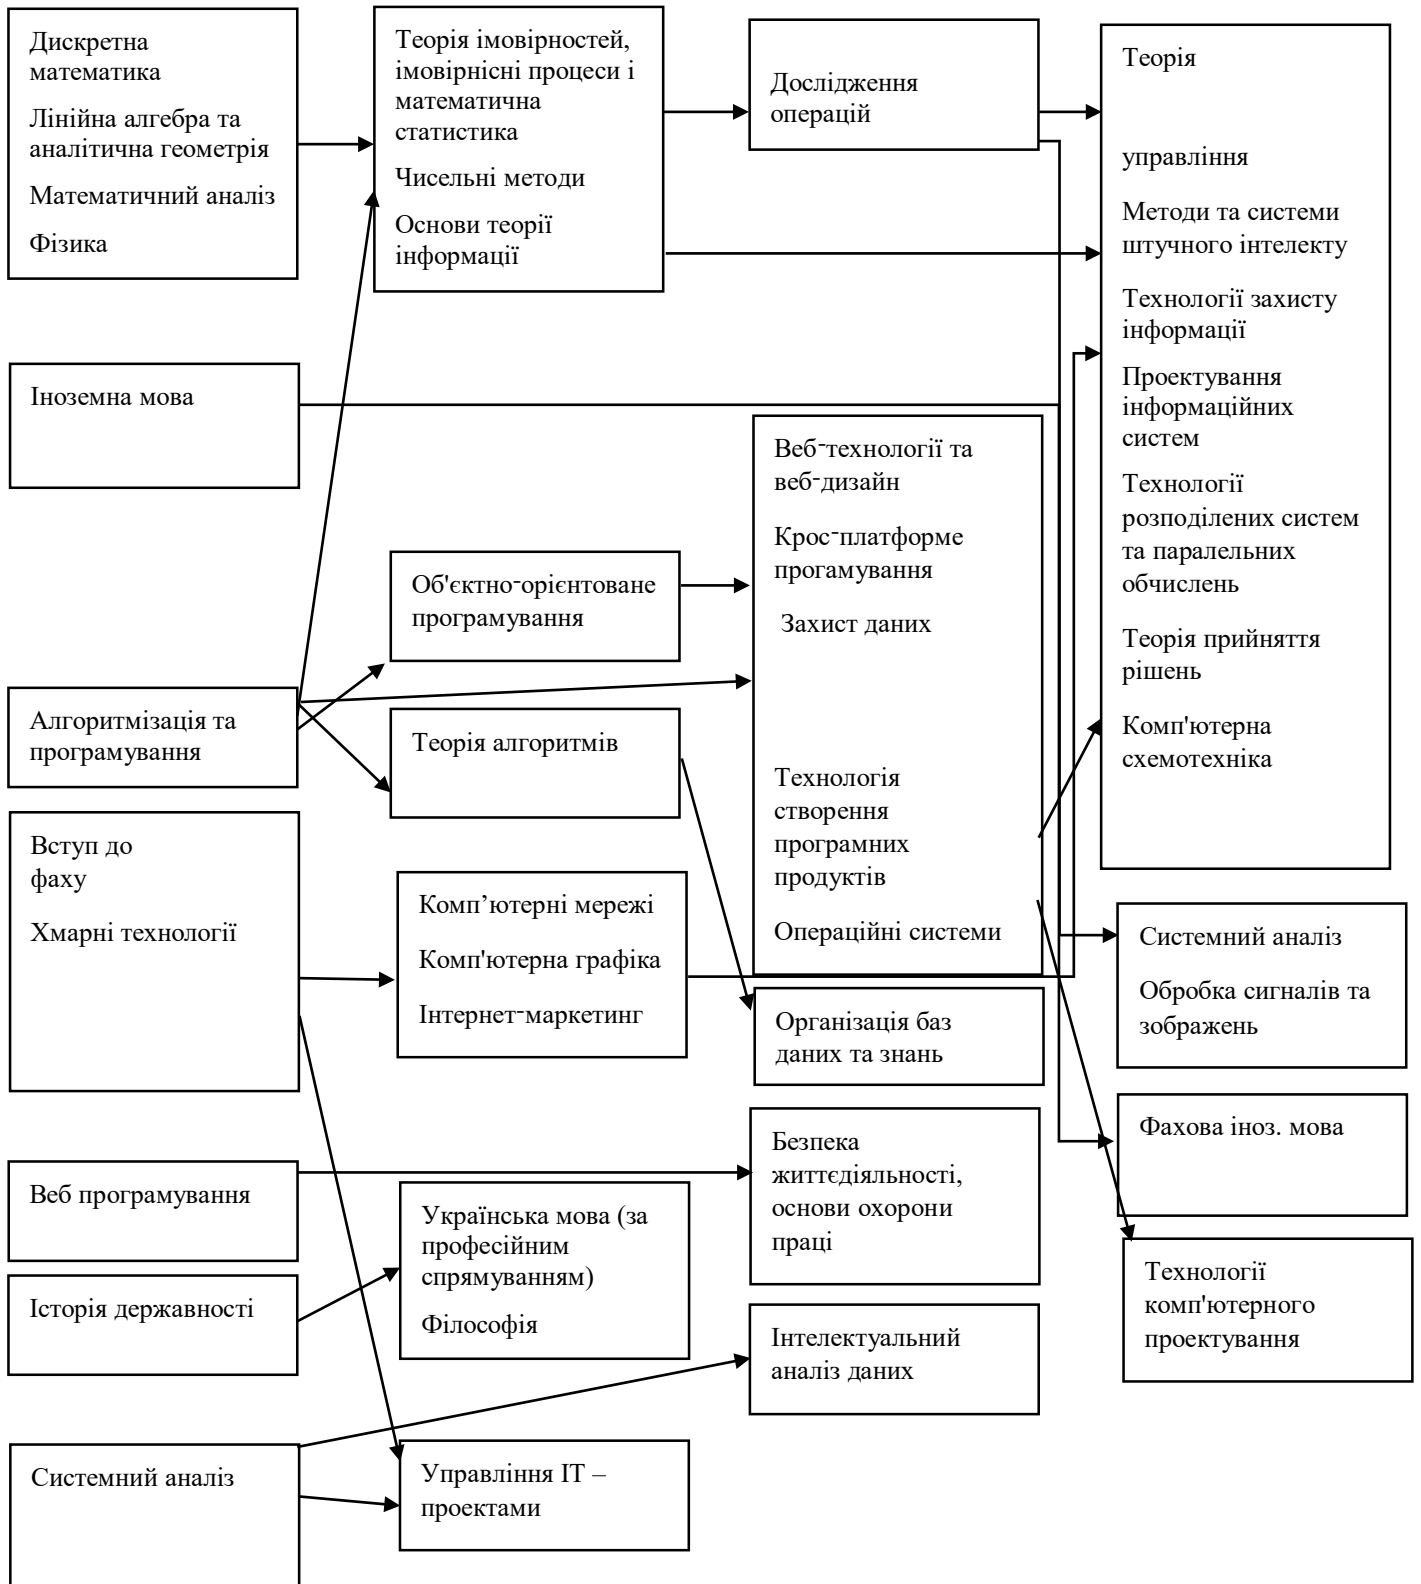 Дискретна
математика
Лінійна алгебра та
аналітична геометрія
Математичний аналіз
Фізика
Теорія імовірностей,
імовірнісні процеси і
математична
статистика
Чисельні методи
Основи теорії
інформації
Дослідження
операцій
Теорія
управління
Методи та системи
штучного інтелекту
Технології захисту
інформації
Проектування
інформаційних
систем
Технології
розподілених систем
та паралельних
обчислень
Теорія прийняття
рішень
Комп'ютерна
схемотехніка
Іноземна мова
Веб-технології та
веб-дизайн
Крос-платформе
прогамування
Захист даних
Технологія
створення
програмних
продуктів
Операційні системи
Об'єктно-орієнтоване
програмування
Алгоритмізація та
програмування
Теорія алгоритмів
Вступ до
фаху
Хмарні технології
Комп’ютерні мережі
Комп'ютерна графіка
Інтернет-маркетинг
Організація баз
даних та знань
Системний аналіз
Обробка сигналів та
зображень
Фахова іноз. мова
Безпека
життєдіяльності,
основи охорони
праці
Веб програмування
Українська мова (за
професійним
спрямуванням)
Філософія
Історія державності
Технології
комп'ютерного
проектування
Інтелектуальний
аналіз даних
Системний аналіз
Управління ІТ –
проектами